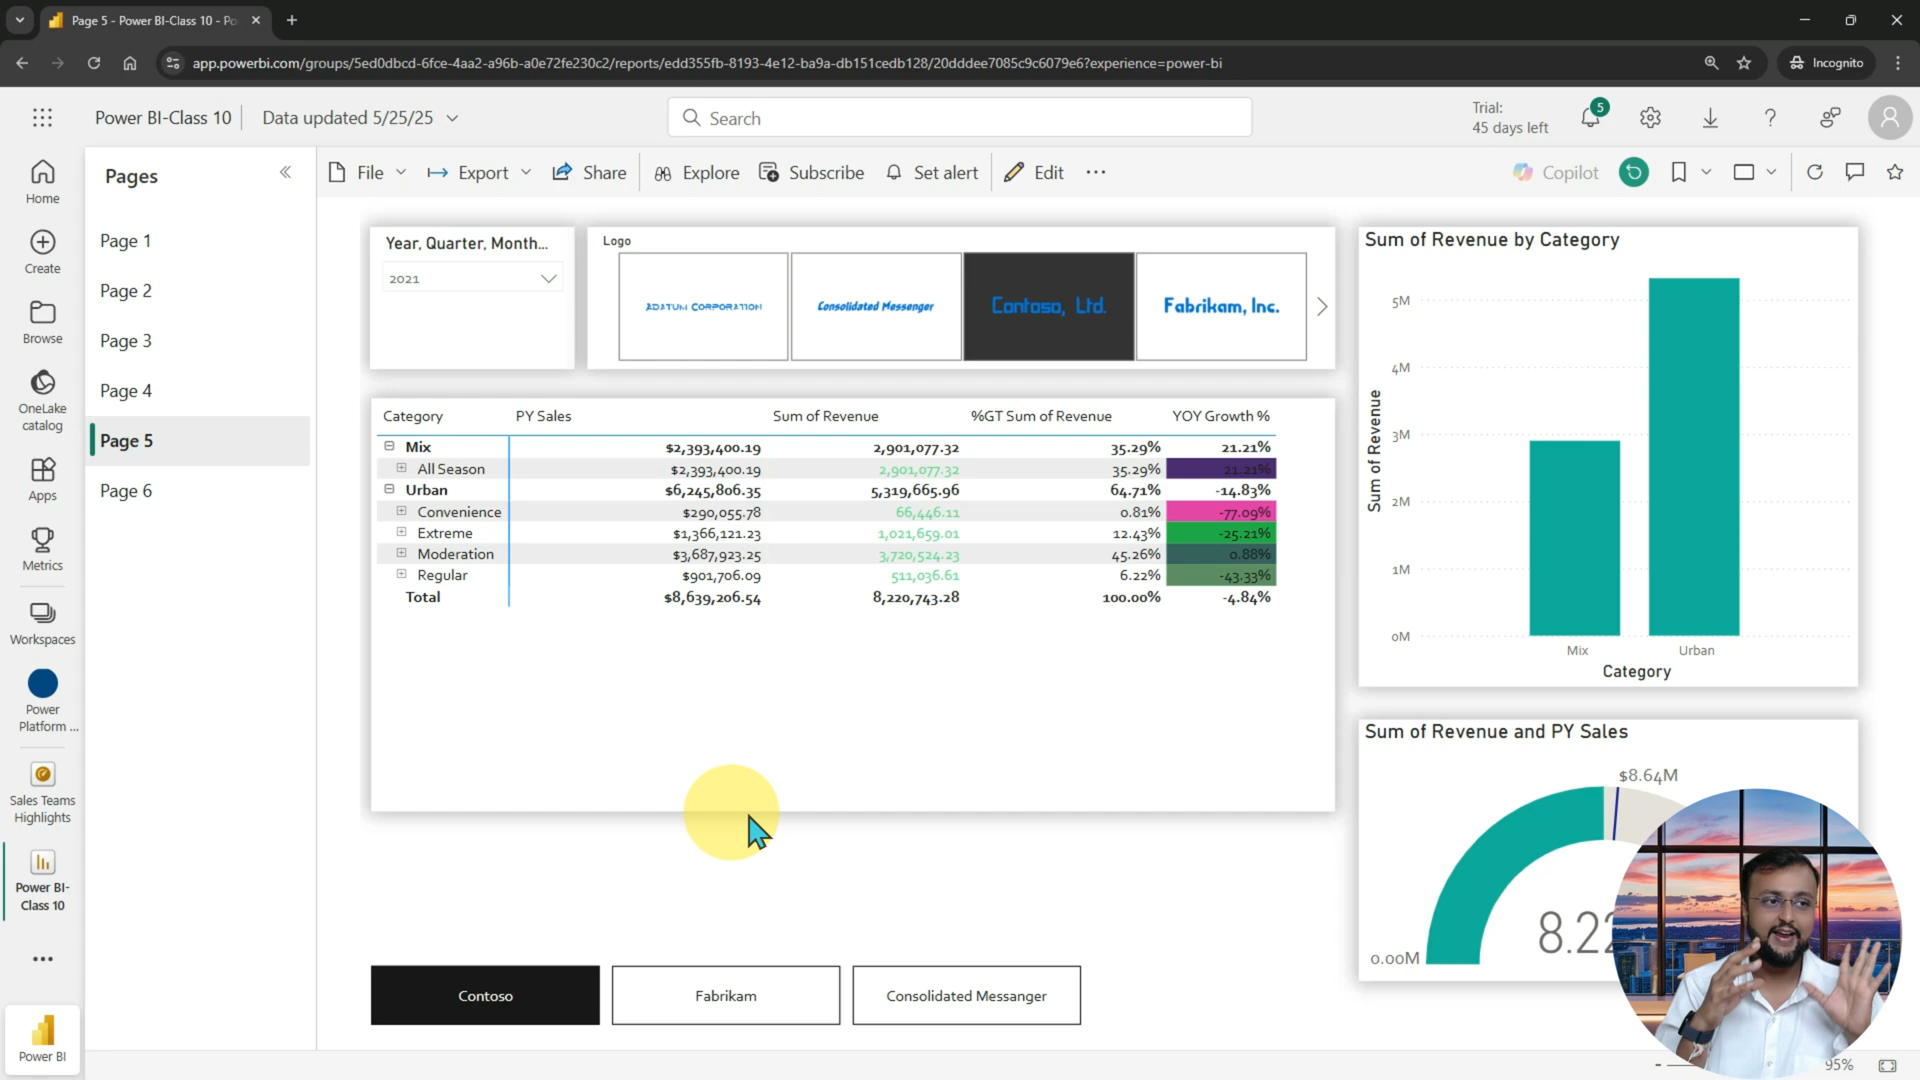 Page 5 - Power BI-Class 10 - Po
app.powerbi.com/groups/5ed0dbcd-6fce-4aa2-a96b-a0e72fe230c2/reports/edd355fb-8193-4e12-ba9a-db151cedb128/20dddee7085c9c6079e6?experience=power-bi
Incognito
Power BI-Class 10
Data updated 5/25/25
Search
Trial:
45 days left
5
Home
Create
Browse
OneLake
catalog
Apps
Metrics
Workspaces
Power
Platform ...
Sales Teams
Highlights
Power BI-
Class 10
Power BI
Pages
Page 1
Page 2
Page 3
Page 4
Page 5
Page 6
File
Export
Share
Explore
Subscribe
Set alert
Edit
Copilot
Year, Quarter, Month...
2021
Logo
ADATUM CORPORATION
Consolidated Messenger
Contoso, Ltd.
Fabrikam, Inc.
Category PY Sales Sum of Revenue %GT Sum of Revenue YOY Growth %
Mix $2,393,400.19 2,901,077.32 35.29% 21.21%
All Season $2,393,400.19 2,901,077.32 35.29% 21.21%
Urban $6,245,806.35 5,319,665.96 64.71% -14.83%
Convenience $290,055.78 66,446.11 0.81% -77.09%
Extreme $1,366,121.23 1,021,659.01 12.43% -25.21%
Moderation $3,687,923.25 3,720,524.23 45.26% 0.88%
Regular $901,706.09 511,036.61 6.22% -43.33%
Total $8,639,206.54 8,220,743.28 100.00% -4.84%
Contoso
Fabrikam
Consolidated Messanger
Sum of Revenue by Category
Sum of Revenue
5M
4M
3M
2M
1M
0M
Mix
Urban
Category
Sum of Revenue and PY Sales
$8.64M
8.22
0.00M
95%